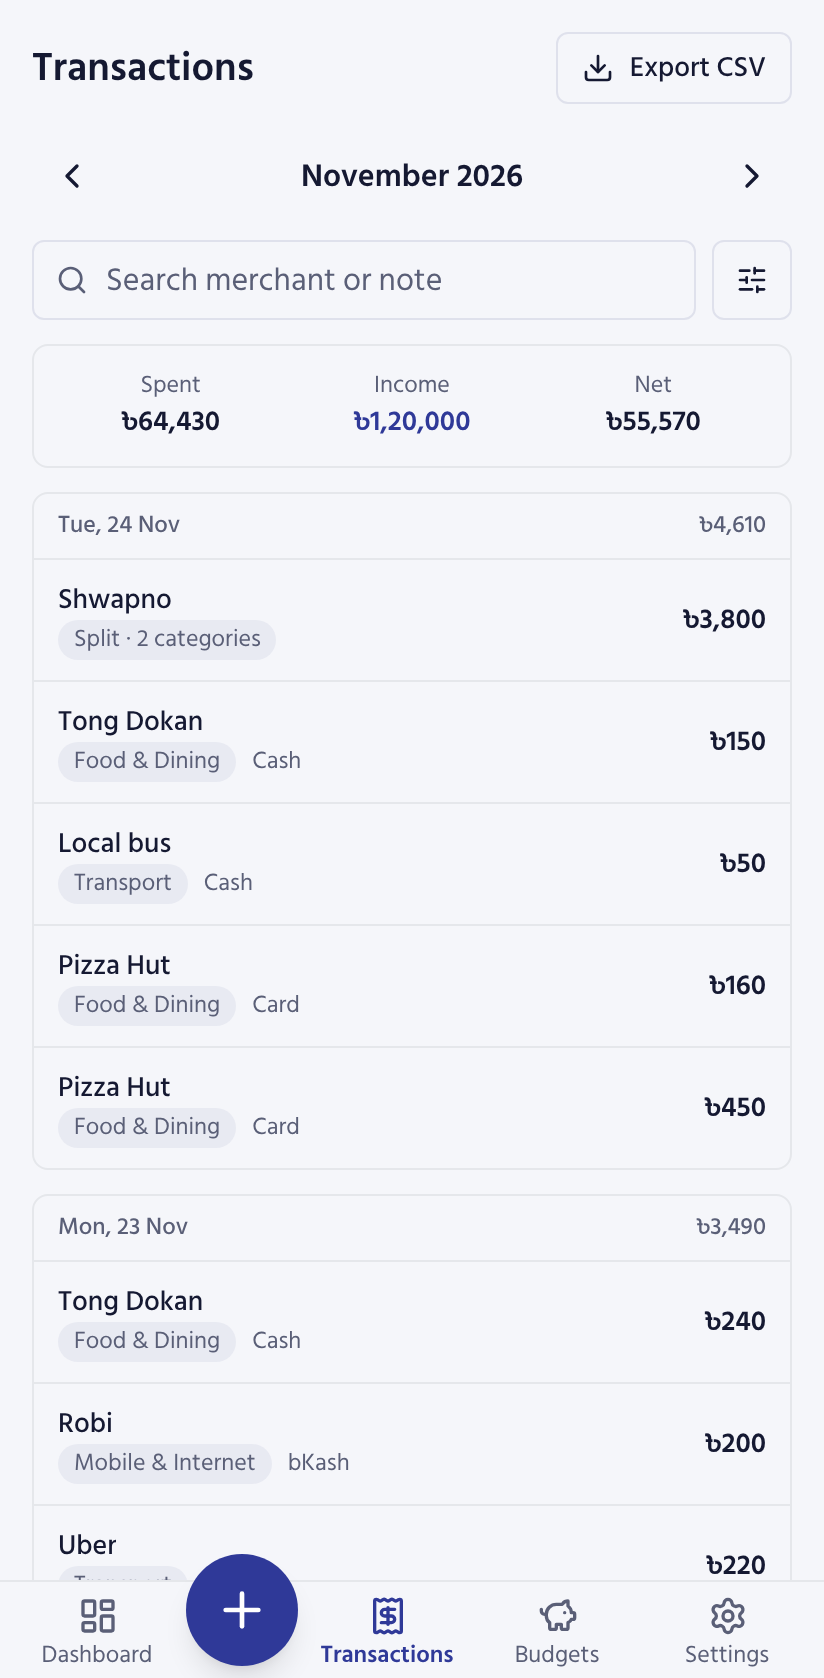 Transactions
Export CSV
November 2026
Search merchant or note
Spent Income Net
৳64,430 ৳1,20,000 ৳55,570
Tue, 24 Nov ৳4,610
Shwapno
৳3,800
Split · 2 categories
Tong Dokan
৳150
Food & Dining Cash
Local bus
৳50
Transport Cash
Pizza Hut
৳160
Food & Dining Card
Pizza Hut
৳450
Food & Dining Card
Mon, 23 Nov ৳3,490
Tong Dokan
৳240
Food & Dining Cash
Robi
৳200
Mobile & Internet bKash
Uber
৳220
Dashboard Transactions Budgets Settings